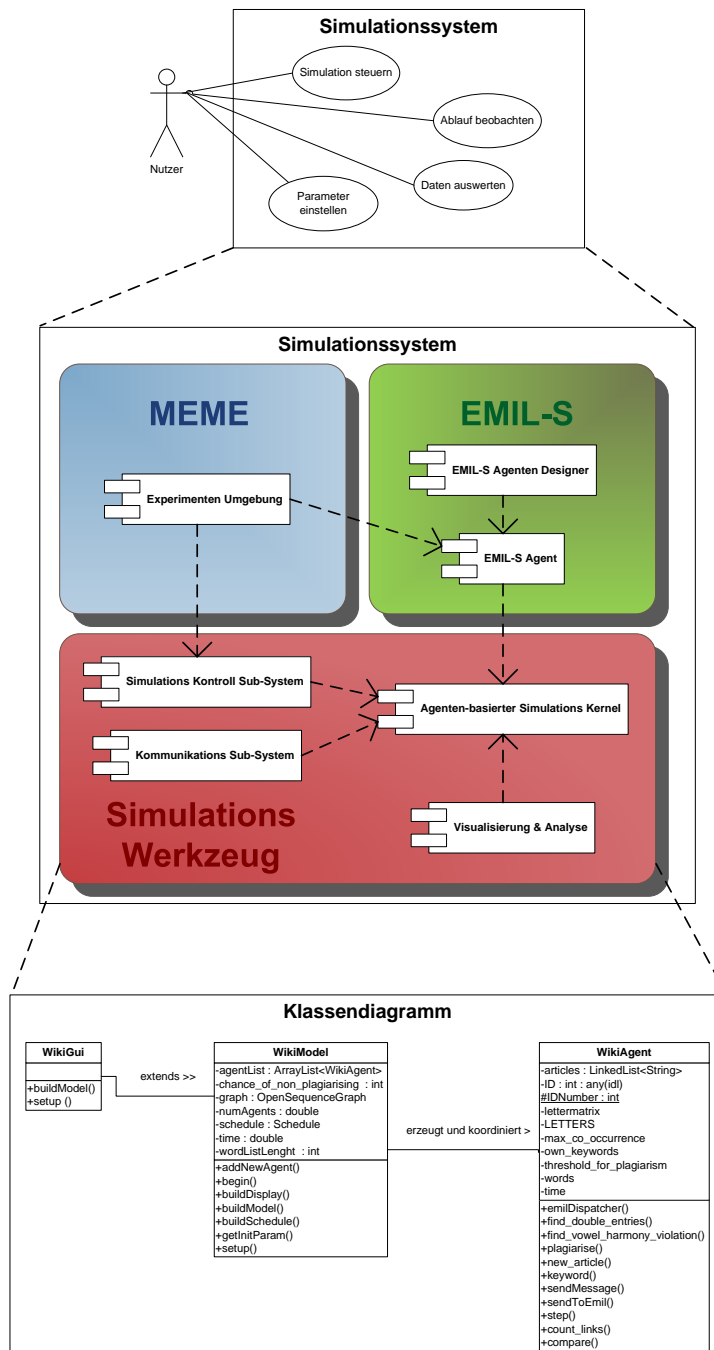 Simulationssystem
Simulation steuern
Ablauf beobachten
Nutzer
Daten auswerten
Parameter
einstellen
Simulationssystem
MEME
EMIL-S
EMIL-S Agenten Designer
Experimenten Umgebung
EMIL-S Agent
Simulations Kontroll Sub-System
Agenten-basierter Simulations Kernel
Kommunikations Sub-System
Simulations
Werkzeug
Visualisierung & Analyse
Klassendiagramm
WikiGui
+buildModel()
+setup ()
extends >>
WikiModel
-agentList : ArrayList<WikiAgent>
-chance_of_non_plagiarising : int
-graph : OpenSequenceGraph
-numAgents : double
-schedule : Schedule
-time : double
-wordListLenght : int
+addNewAgent()
+begin()
+buildDisplay()
+buildModel()
+buildSchedule()
+getInitParam()
+setup()
erzeugt und koordiniert >
WikiAgent
-articles : LinkedList<String>
-ID : int : any(idl)
#IDNumber : int
-lettermatrix
-LETTERS
-max_co_occurrence
-own_keywords
-threshold_for_plagiarism
-words
-time
+emilDispatcher()
+find_double_entries()
+find_vowel_harmony_violation()
+plagiarise()
+new_article()
+keyword()
+sendMessage()
+sendToEmil()
+step()
+count_links()
+compare()